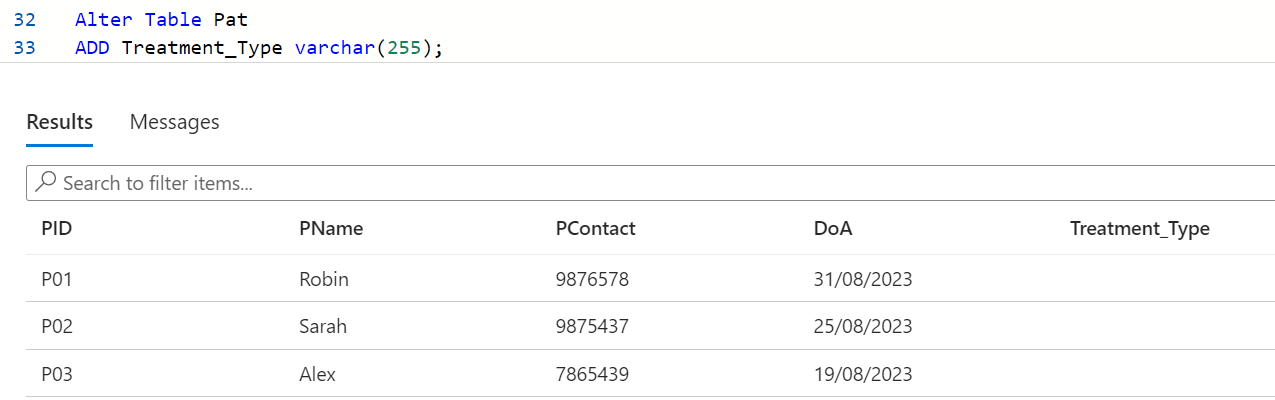 32 Alter Table Pat
33 ADD Treatment_Type varchar(255);
Results Messages
Search to filter items...
PID PName PContact DoA Treatment_Type
P01 Robin 9876578 31/08/2023
P02 Sarah 9875437 25/08/2023
P03 Alex 7865439 19/08/2023